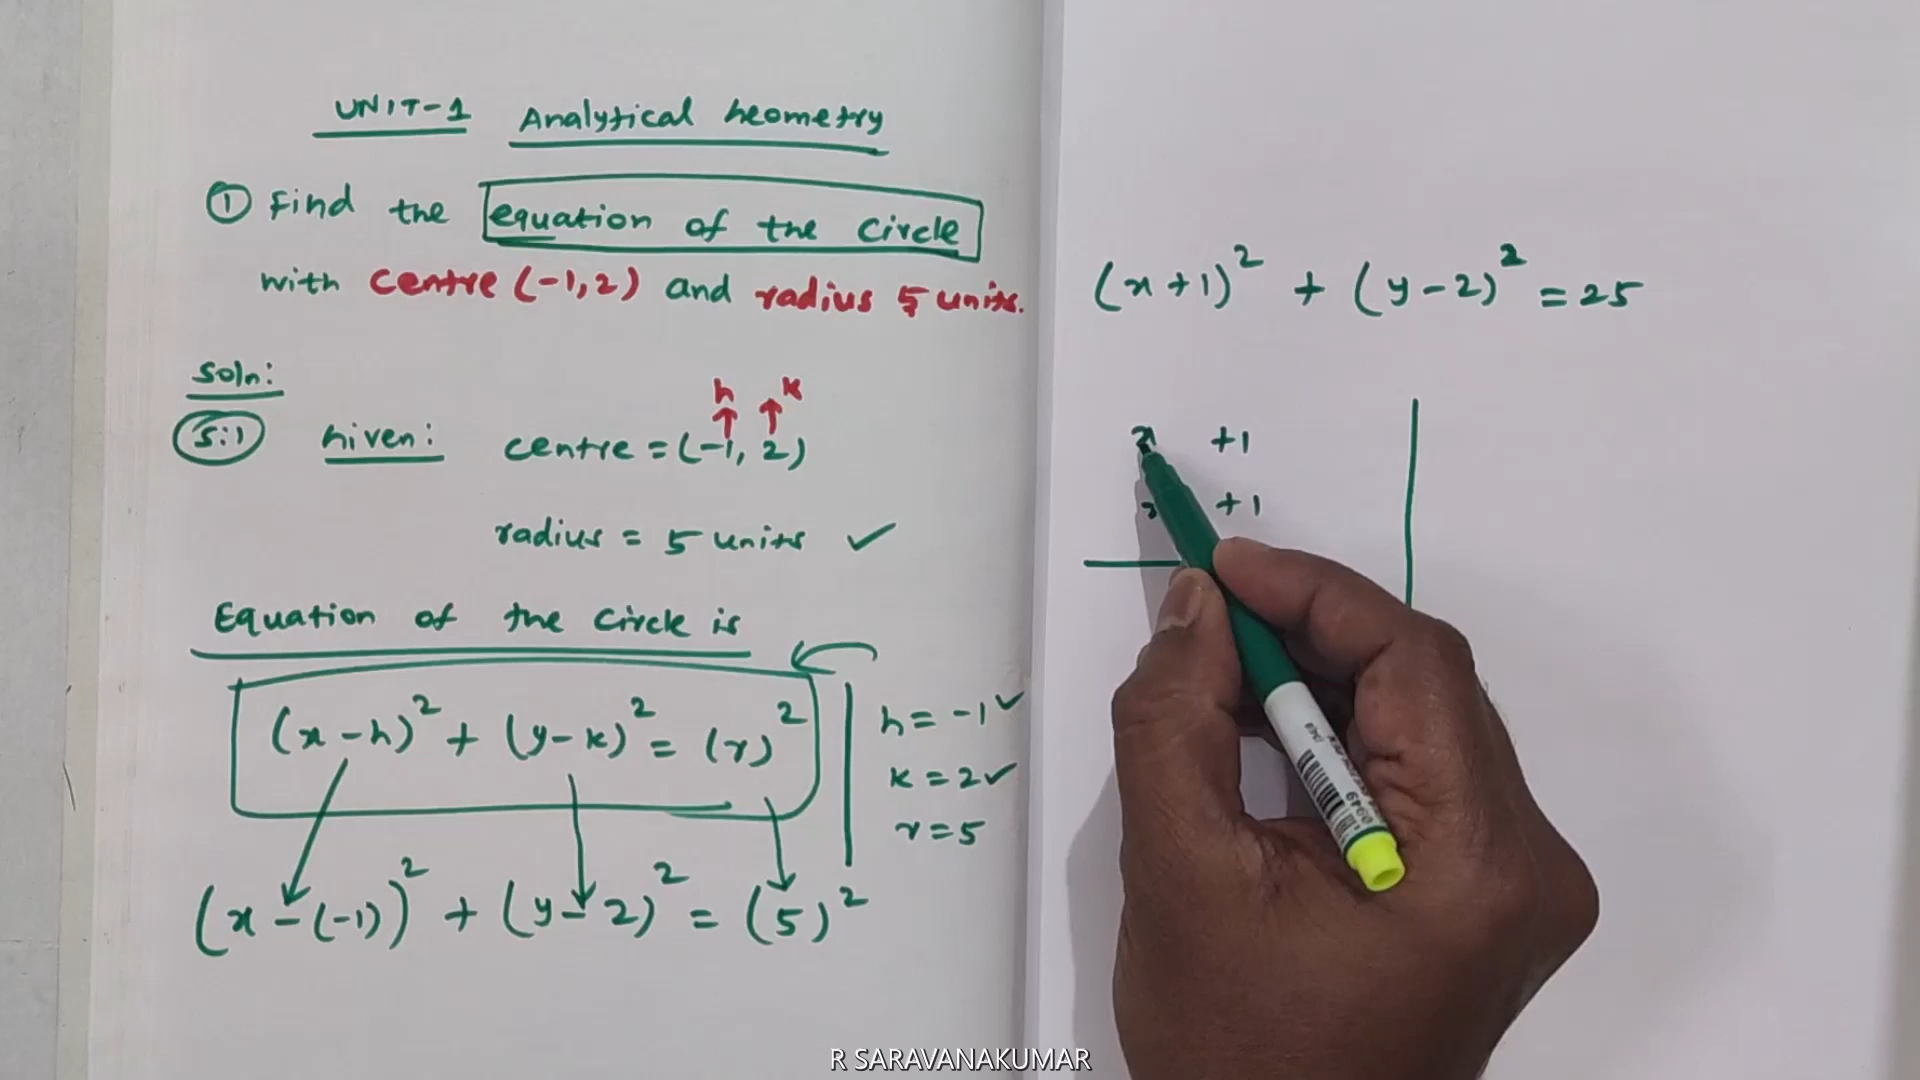 UNIT-1 Analytical Geometry
① Find the equation of the circle
with centre (-1,2) and radius 5 units.
Soln:
S:1 Given: centre = (-1, 2)
h k
radius = 5 units ✓
Equation of the circle is
(x-h)² + (y-k)² = (r)²
h = -1 ✓
k = 2 ✓
r = 5
(x-(-1))² + (y-2)² = (5)²
(x+1)² + (y-2)² = 25
x +1
+1
R SARAVANAKUMAR